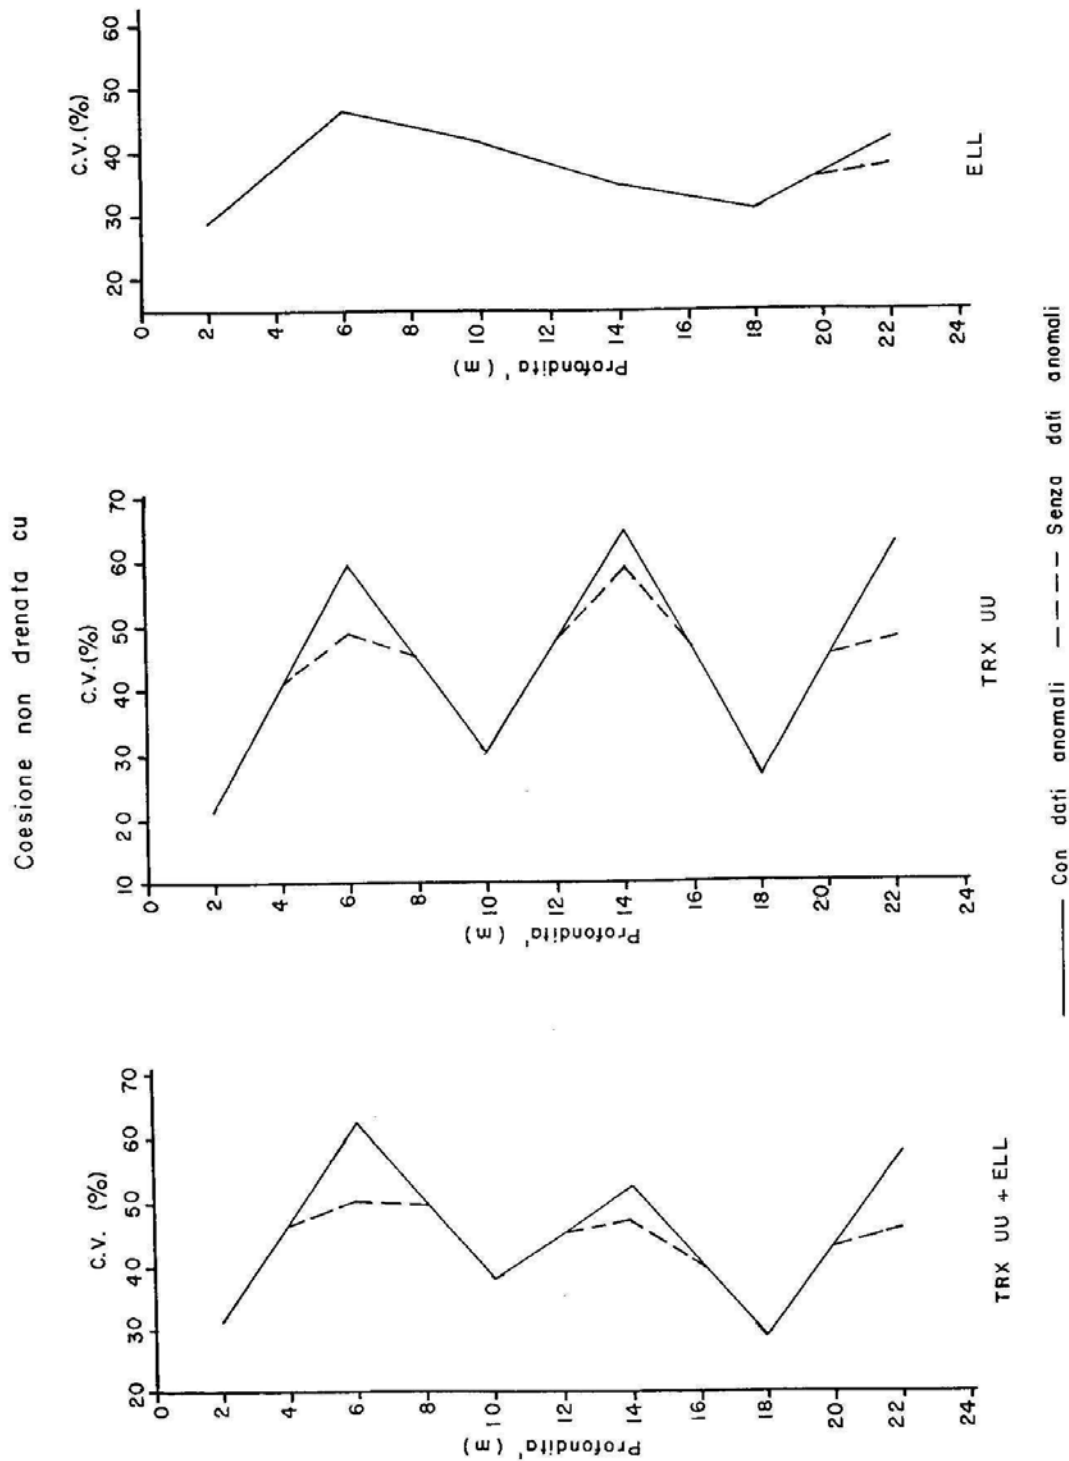 Coesione non drenata cu
C.V. (%)
20 30 40 50 60 70
0
2
4
6
8
10
12
14
16
18
20
22
24
Profondita' (m)
TRX UU + ELL
C.V.(%)
10 20 30 40 50 60 70
0
2
4
6
8
10
12
14
16
18
20
22
24
Profondita' (m)
TRX UU
C.V.(%)
20 30 40 50 60
0
2
4
6
8
10
12
14
16
18
20
22
24
Profondita' (m)
ELL
Con dati anomali
Senza dati anomali